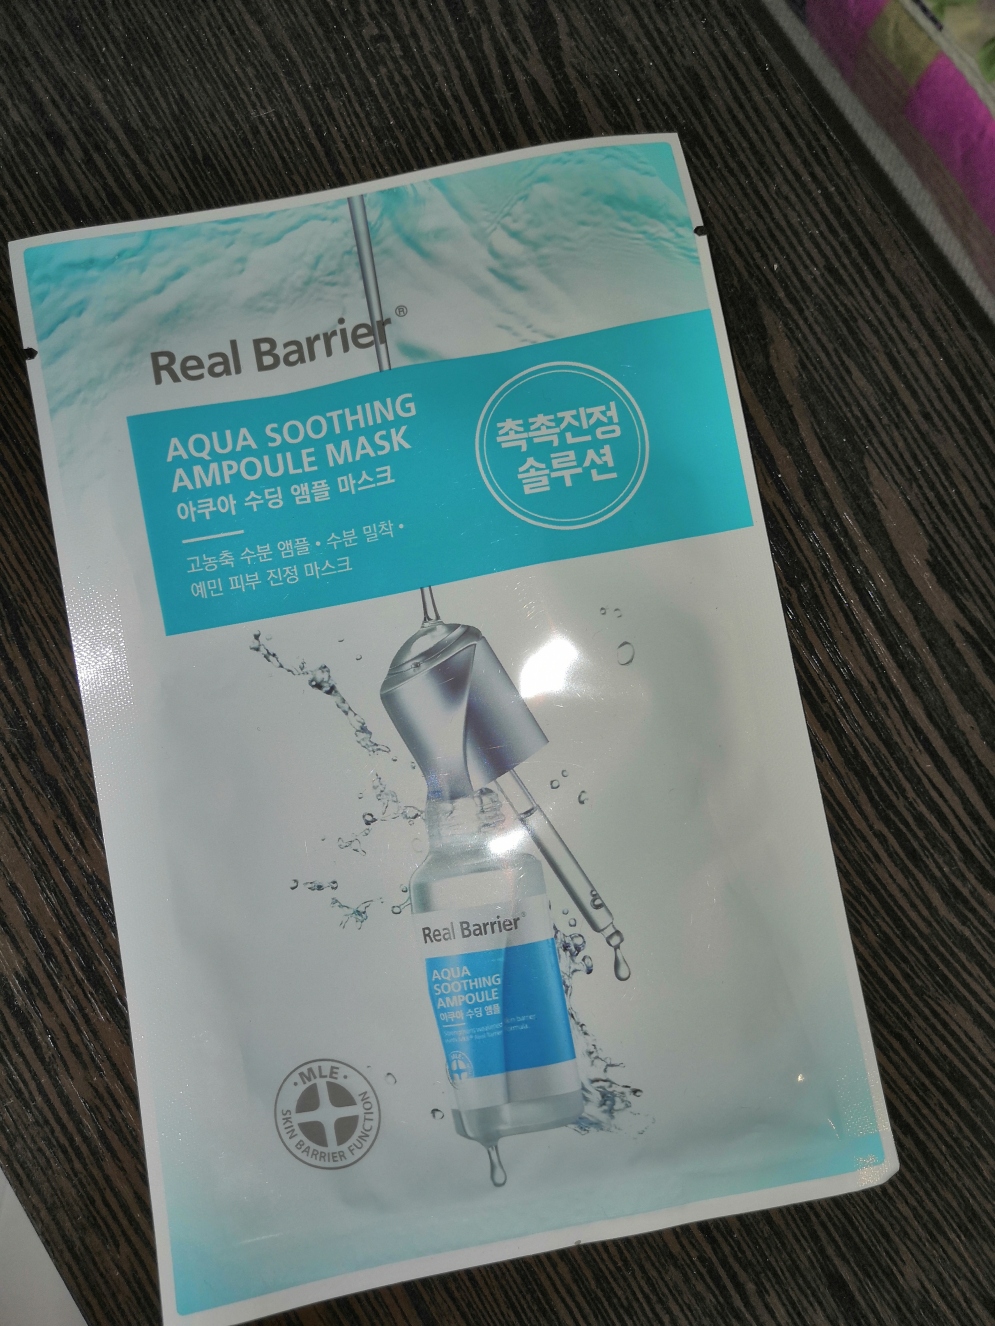 Real Barrier®
AQUA SOOTHING
AMPOULE MASK
아쿠아 수딩 앰플 마스크
고농축 수분 앰플 • 수분 밀착 •
예민 피부 진정 마스크
촉촉진정
솔루션
Real Barrier
AQUA
SOOTHING
AMPOULE
아쿠아 수딩 앰플
• MLE •
SKIN BARRIER FUNCTION